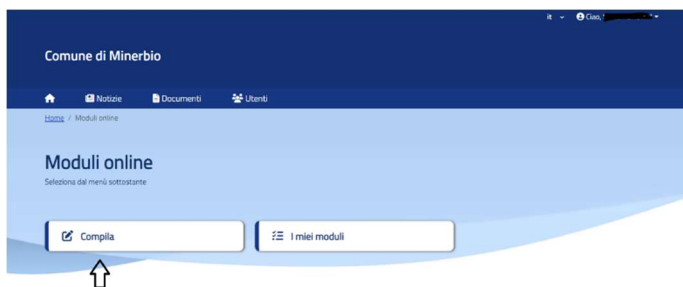 it Ciao,
Comune di Minerbio
Notizie Documenti Utenti
Home / Moduli online
Moduli online
Seleziona dal menù sottostante
Compila I miei moduli